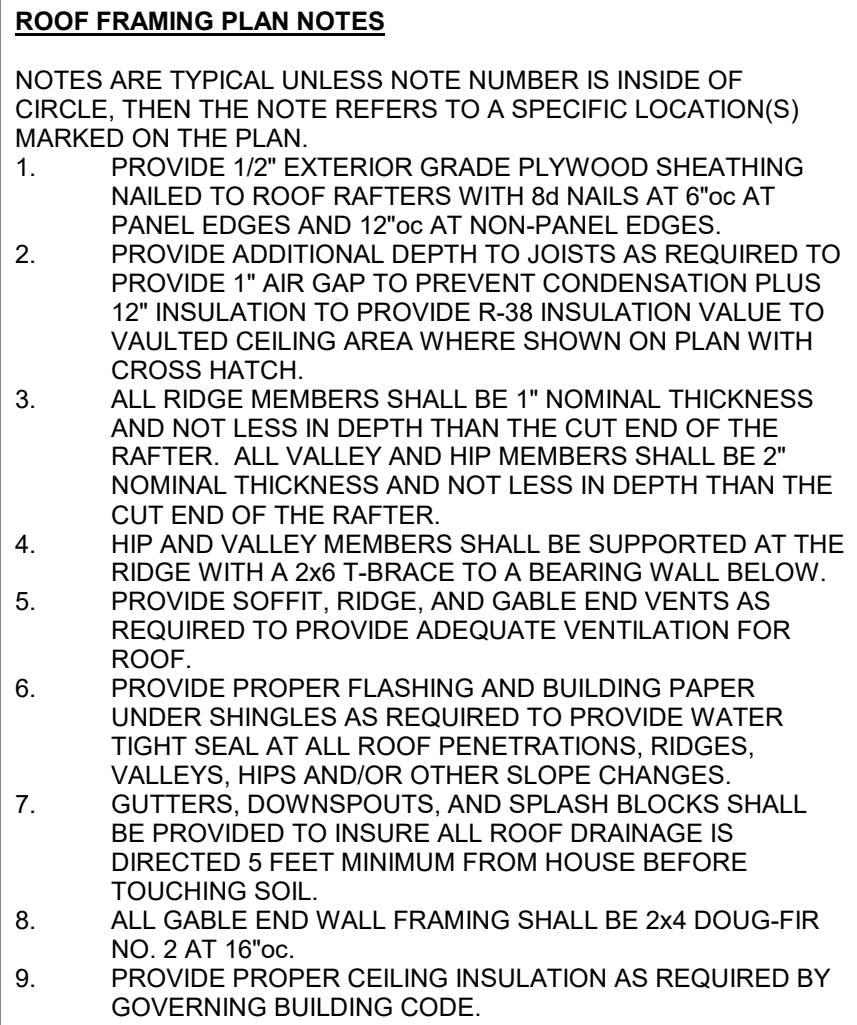 ROOF FRAMING PLAN NOTES
NOTES ARE TYPICAL UNLESS NOTE NUMBER IS INSIDE OF
CIRCLE, THEN THE NOTE REFERS TO A SPECIFIC LOCATION(S)
MARKED ON THE PLAN.
1. PROVIDE 1/2" EXTERIOR GRADE PLYWOOD SHEATHING
NAILED TO ROOF RAFTERS WITH 8d NAILS AT 6"oc AT
PANEL EDGES AND 12"oc AT NON-PANEL EDGES.
2. PROVIDE ADDITIONAL DEPTH TO JOISTS AS REQUIRED TO
PROVIDE 1" AIR GAP TO PREVENT CONDENSATION PLUS
12" INSULATION TO PROVIDE R-38 INSULATION VALUE TO
VAULTED CEILING AREA WHERE SHOWN ON PLAN WITH
CROSS HATCH.
3. ALL RIDGE MEMBERS SHALL BE 1" NOMINAL THICKNESS
AND NOT LESS IN DEPTH THAN THE CUT END OF THE
RAFTER. ALL VALLEY AND HIP MEMBERS SHALL BE 2"
NOMINAL THICKNESS AND NOT LESS IN DEPTH THAN THE
CUT END OF THE RAFTER.
4. HIP AND VALLEY MEMBERS SHALL BE SUPPORTED AT THE
RIDGE WITH A 2x6 T-BRACE TO A BEARING WALL BELOW.
5. PROVIDE SOFFIT, RIDGE, AND GABLE END VENTS AS
REQUIRED TO PROVIDE ADEQUATE VENTILATION FOR
ROOF.
6. PROVIDE PROPER FLASHING AND BUILDING PAPER
UNDER SHINGLES AS REQUIRED TO PROVIDE WATER
TIGHT SEAL AT ALL ROOF PENETRATIONS, RIDGES,
VALLEYS, HIPS AND/OR OTHER SLOPE CHANGES.
7. GUTTERS, DOWNSPOUTS, AND SPLASH BLOCKS SHALL
BE PROVIDED TO INSURE ALL ROOF DRAINAGE IS
DIRECTED 5 FEET MINIMUM FROM HOUSE BEFORE
TOUCHING SOIL.
8. ALL GABLE END WALL FRAMING SHALL BE 2x4 DOUG-FIR
NO. 2 AT 16"oc.
9. PROVIDE PROPER CEILING INSULATION AS REQUIRED BY
GOVERNING BUILDING CODE.